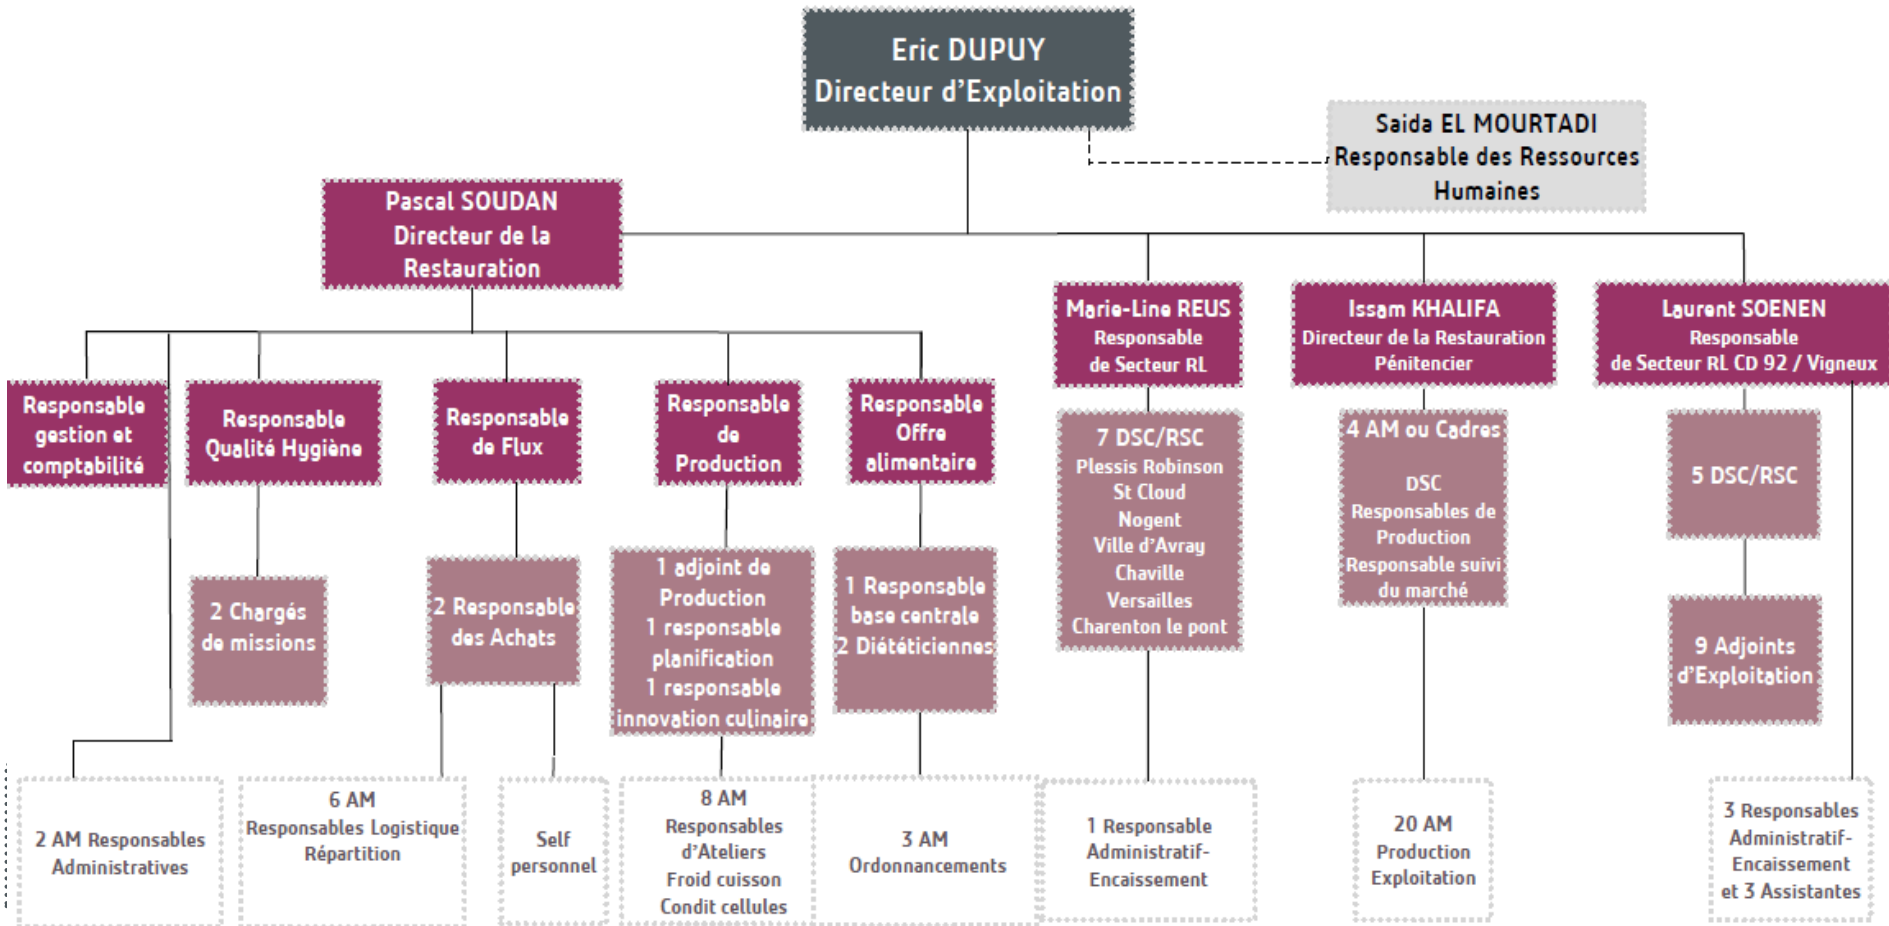 Eric DUPUY
Directeur d'Exploitation
Saida EL MOURTADI
Responsable des Ressources
Humaines
Pascal SOUDAN
Directeur de la
Restauration
Marie-Line REUS
Responsable
de Secteur RL
Issam KHALIFA
Directeur de la Restauration
Pénitencier
Laurent SOENEN
Responsable
de Secteur RL CD 92 / Vigneux
Responsable
gestion et
comptabilité
Responsable
Qualité Hygiène
Responsable
de Flux
Responsable
de
Production
Responsable
Offre
alimentaire
7 DSC/RSC
Plessis Robinson
St Cloud
Nogent
Ville d'Avray
Chaville
Versailles
Charenton le pont
4 AM ou Cadres
DSC
Responsables de
Production
Responsable suivi
du marché
5 DSC/RSC
2 Chargés
de missions
2 Responsable
des Achats
1 adjoint de
Production
1 responsable
planification
1 responsable
innovation culinaire
1 Responsable
base centrale
2 Diététiciennes
9 Adjoints
d'Exploitation
2 AM Responsables
Administratives
6 AM
Responsables Logistique
Répartition
Self
personnel
8 AM
Responsables
d'Ateliers
Froid cuisson
Condit cellules
3 AM
Ordonnancements
1 Responsable
Administratif-
Encaissement
20 AM
Production
Exploitation
3 Responsables
Administratif-
Encaissement
et 3 Assistantes